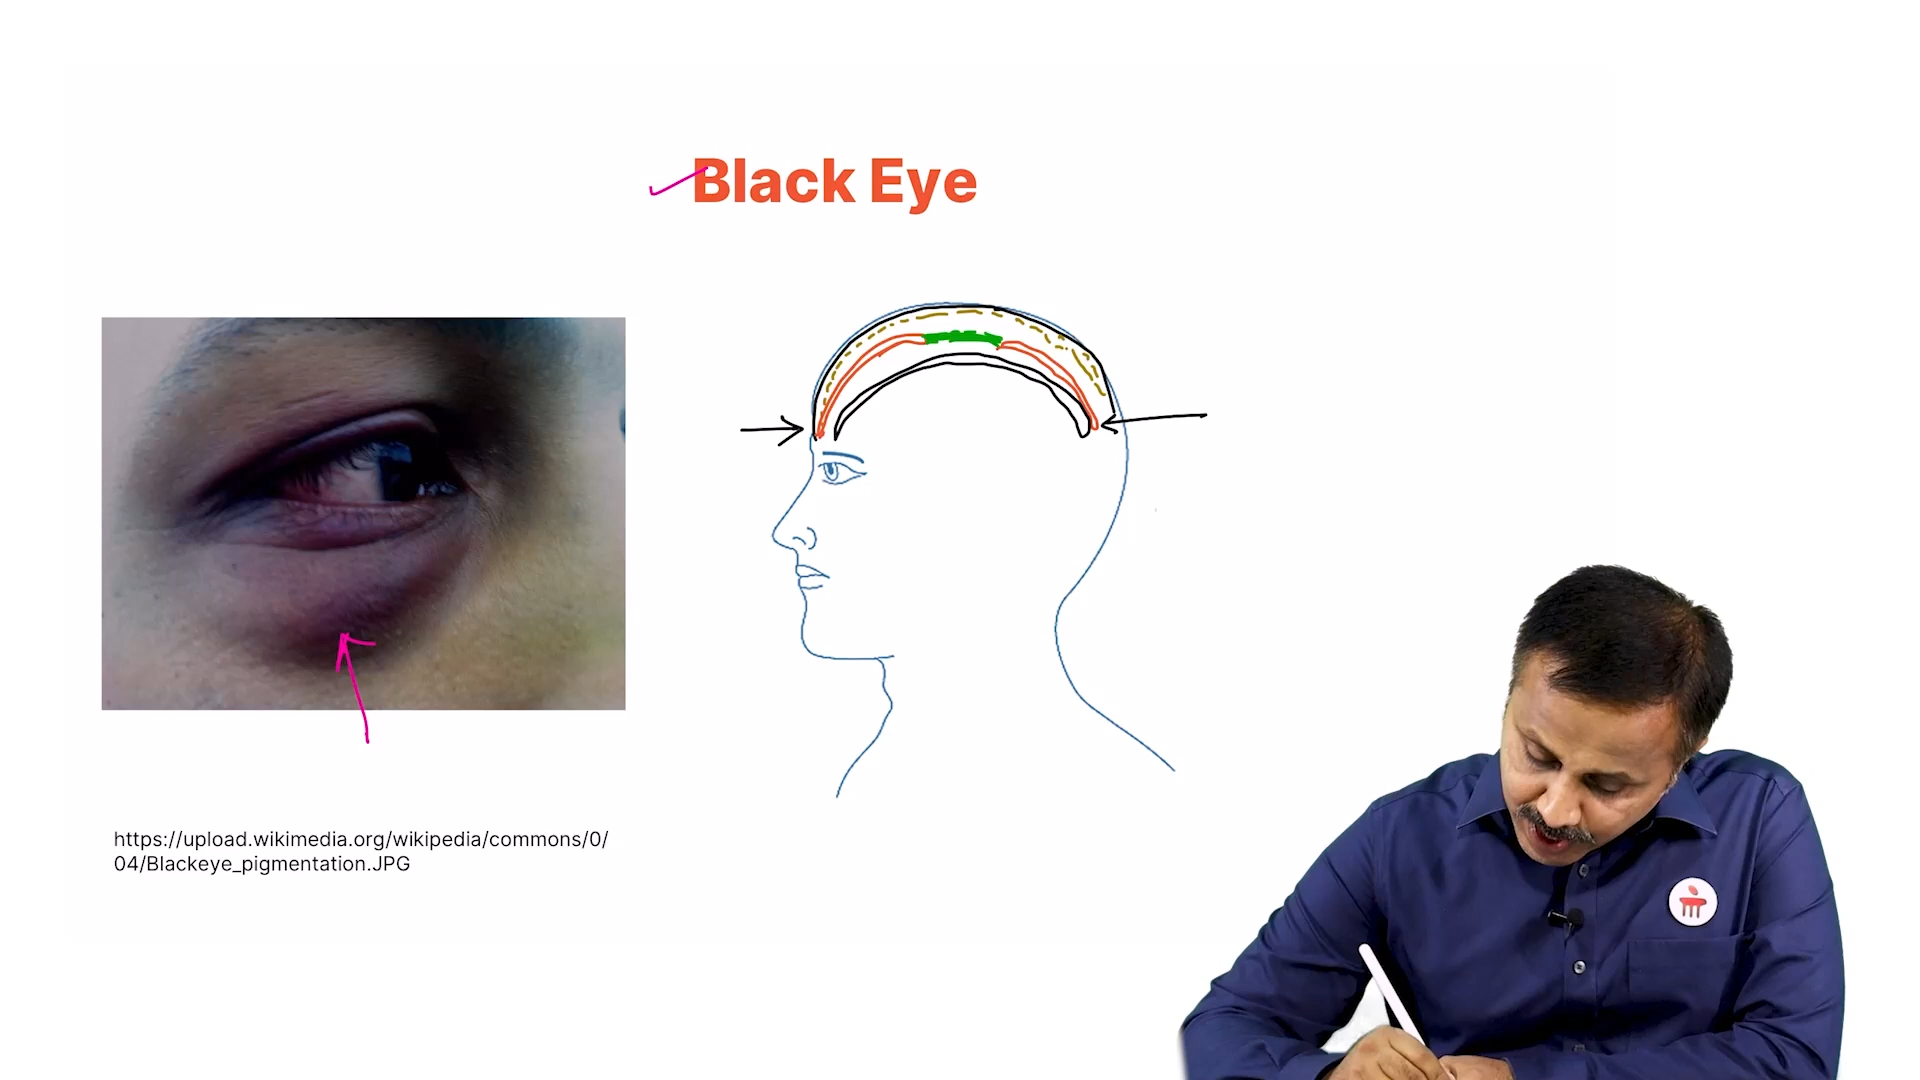 Black Eye
https://upload.wikimedia.org/wikipedia/commons/0/
04/Blackeye_pigmentation.JPG